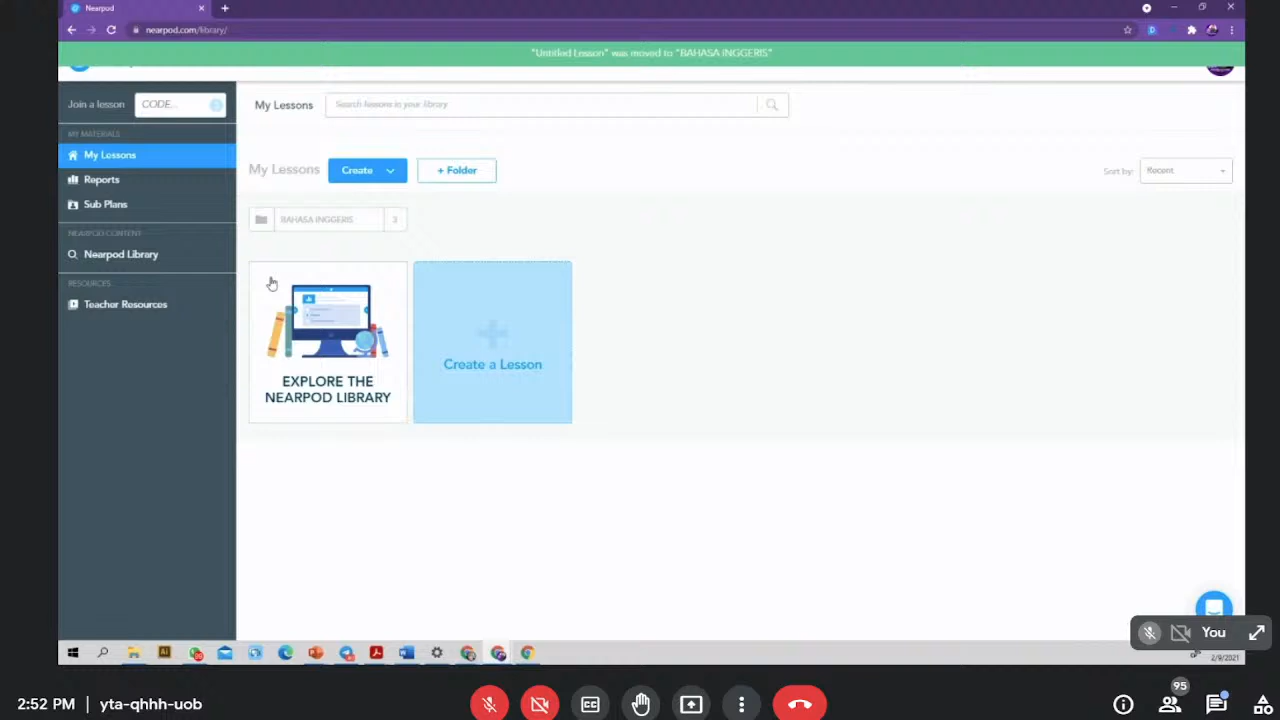 Nearpod
nearpod.com/library/
"Untitled Lesson" was moved to "BAHASA INGGERIS"
Join a lesson
CODE...
My Lessons
Search lessons in your library
MY MATERIALS
My Lessons
Reports
Sub Plans
NEARPOD CONTENT
Nearpod Library
RESOURCES
Teacher Resources
My Lessons
Create
+ Folder
Sort by:
Recent
BAHASA INGGERIS
3
EXPLORE THE
NEARPOD LIBRARY
Create a Lesson
You
2/9/2021
2:52 PM | yta-qhhh-uob
95